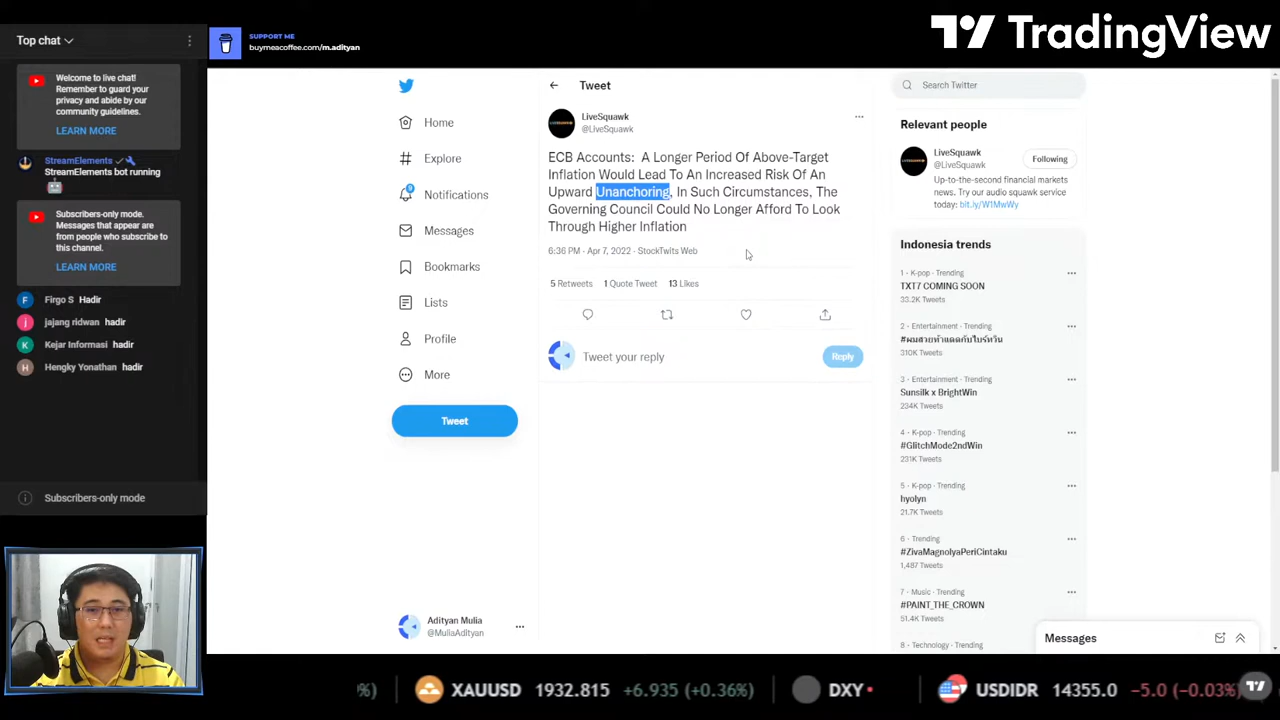 Top chat
SUPPORT ME
buymeacoffee.com/m.adityan
TradingView
Welcome to live chat!
Remember to guard your
privacy and abide by our
community guidelines.
LEARN MORE
StreamElements
StreamElements bot running
Subscribers-only mode.
Messages that appear are
from people who subscribe to
this channel.
LEARN MORE
F Firgo S Hadir
j jajang ridwan hadir
K Kejar Informasi hadir
H Hengky Yonathan hadir
Subscribers-only mode
Home
Explore
Notifications
Messages
Bookmarks
Lists
Profile
More
Tweet
Adityan Mulia
@MuliaAdityan
Tweet
LiveSquawk
@LiveSquawk
ECB Accounts: A Longer Period Of Above-Target
Inflation Would Lead To An Increased Risk Of An
Upward Unanchoring, In Such Circumstances, The
Governing Council Could No Longer Afford To Look
Through Higher Inflation
6:36 PM · Apr 7, 2022 · StockTwits Web
5 Retweets 1 Quote Tweet 13 Likes
Tweet your reply
Reply
Search Twitter
Relevant people
LiveSquawk
@LiveSquawk
Following
Up-to-the-second financial markets
news. Try our audio squawk service
today: bit.ly/W1MwWy
Indonesia trends
1 · K-pop · Trending
TXT7 COMING SOON
33.2K Tweets
2 · Entertainment · Trending
310K Tweets
3 · Entertainment · Trending
Sunsilk x BrightWin
234K Tweets
4 · K-pop · Trending
#GlitchMode2ndWin
231K Tweets
5 · K-pop · Trending
hyolyn
21.7K Tweets
6 · Trending
#ZivaMagnolyaPeriCintaku
1,487 Tweets
7 · Music · Trending
#PAINT_THE_CROWN
51.4K Tweets
8 · Technology · Trending
Messages
%) XAUUSD 1932.815 +6.935 (+0.36%) DXY USDIDR 14355.0 −5.0 (−0.03%)